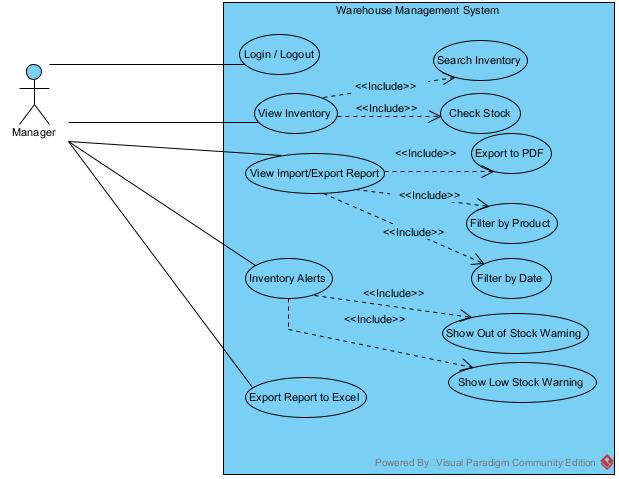 Warehouse Management System
Login / Logout
Search Inventory
<<Include>>
View Inventory
<<Include>>
Check Stock
Manager
<<Include>>
Export to PDF
View Import/Export Report
<<Include>>
Filter by Product
<<Include>>
Inventory Alerts
Filter by Date
<<Include>>
<<Include>>
Show Out of Stock Warning
Show Low Stock Warning
Export Report to Excel
Powered By Visual Paradigm Community Edition